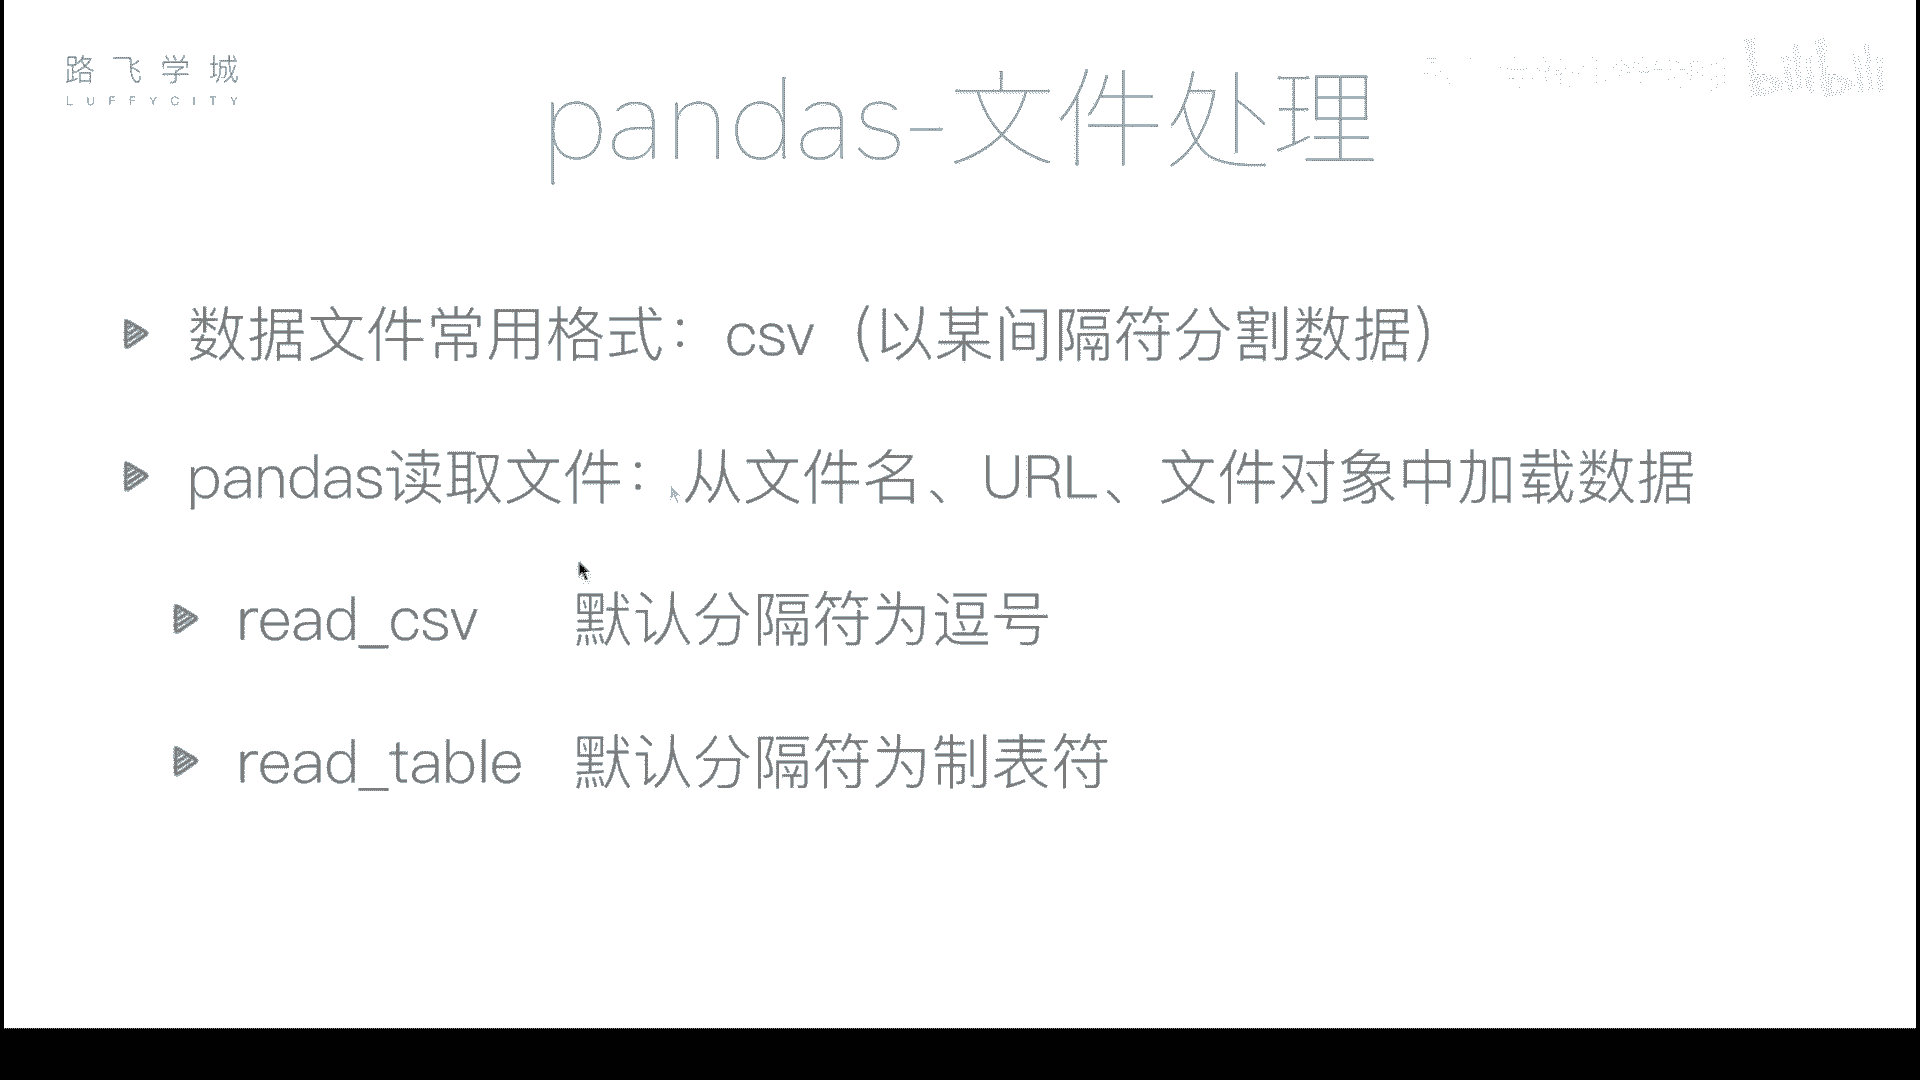 路飞学城
LUFFYCITY
bilibili
pandas-文件处理
数据文件常用格式：csv（以某间隔符分割数据）
pandas读取文件：从文件名、URL、文件对象中加载数据
read_csv 默认分隔符为逗号
read_table 默认分隔符为制表符